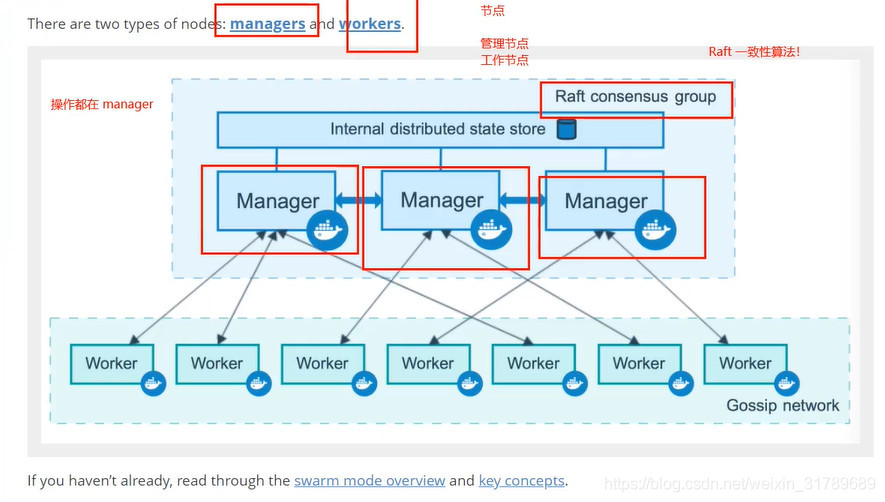 There are two types of nodes: managers and workers.
节点
管理节点
工作节点
Raft 一致性算法!
操作都在 manager
Raft consensus group
Internal distributed state store
Manager
Manager
Manager
Worker
Worker
Worker
Worker
Worker
Worker
Worker
Gossip network
If you haven’t already, read through the swarm mode overview and key concepts.
https://blog.csdn.net/weixin_31789689